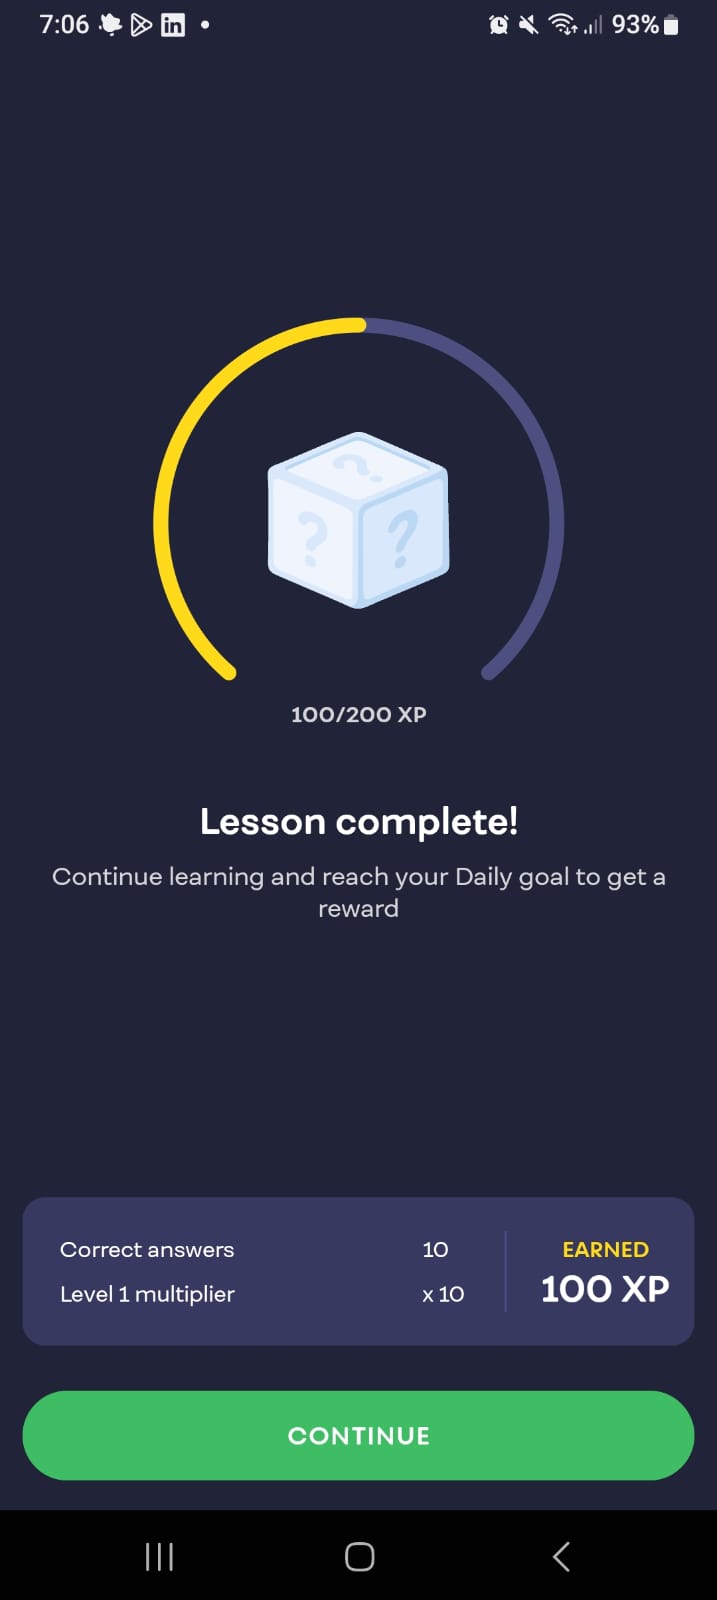 7:06
in
93%
? ? ?
100/200 XP
Lesson complete!
Continue learning and reach your Daily goal to get a
reward
Correct answers 10
Level 1 multiplier x 10
EARNED
100 XP
CONTINUE